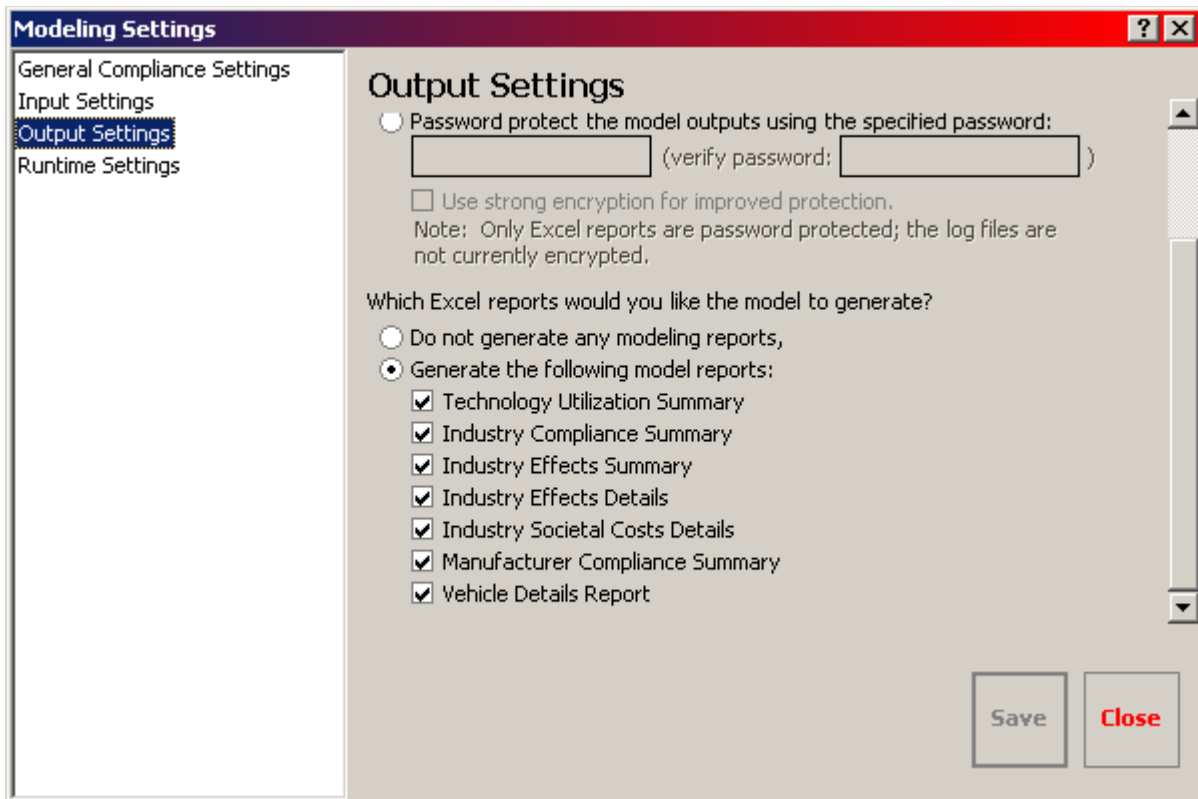 Modeling Settings
General Compliance Settings
Input Settings
Output Settings
Runtime Settings
Output Settings
Password protect the model outputs using the specified password:
(verify password: )
Use strong encryption for improved protection.
Note: Only Excel reports are password protected; the log files are
not currently encrypted.
Which Excel reports would you like the model to generate?
Do not generate any modeling reports,
Generate the following model reports:
Technology Utilization Summary
Industry Compliance Summary
Industry Effects Summary
Industry Effects Details
Industry Societal Costs Details
Manufacturer Compliance Summary
Vehicle Details Report
Save
Close